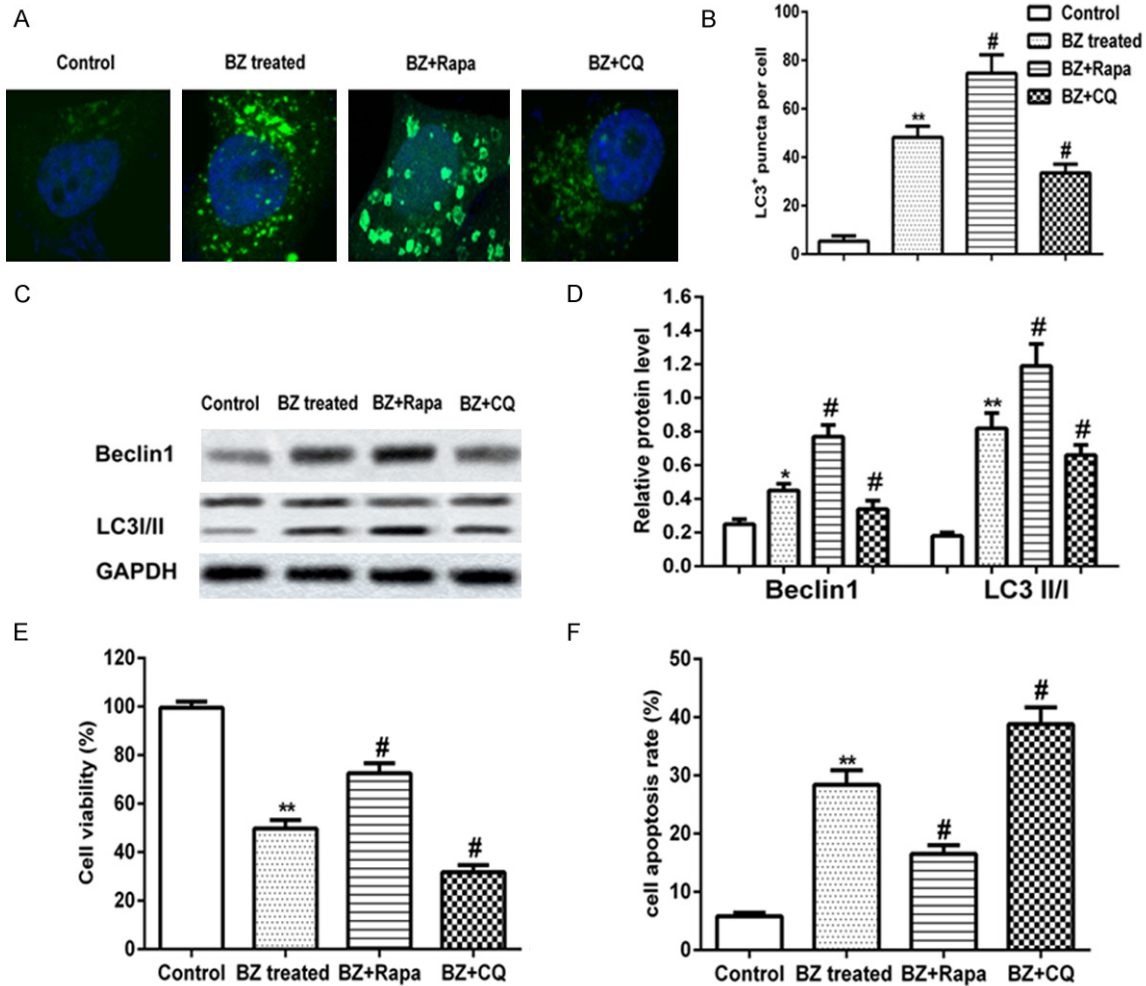 A
Control
BZ treated
BZ+Rapa
BZ+CQ
B
LC3+ puncta per cell
100
80
60
40
20
0
**
#
#
Control
BZ treated
BZ+Rapa
BZ+CQ
C
Control
BZ treated
BZ+Rapa
BZ+CQ
Beclin1
LC3I/II
GAPDH
D
Relative protein level
1.6
1.4
1.2
1.0
0.8
0.6
0.4
0.2
0.0
*
#
#
**
#
#
Beclin1
LC3 II/I
E
Cell viability (%)
120
100
80
60
40
20
0
**
#
#
Control
BZ treated
BZ+Rapa
BZ+CQ
F
cell apoptosis rate (%)
50
40
30
20
10
0
**
#
#
Control
BZ treated
BZ+Rapa
BZ+CQ